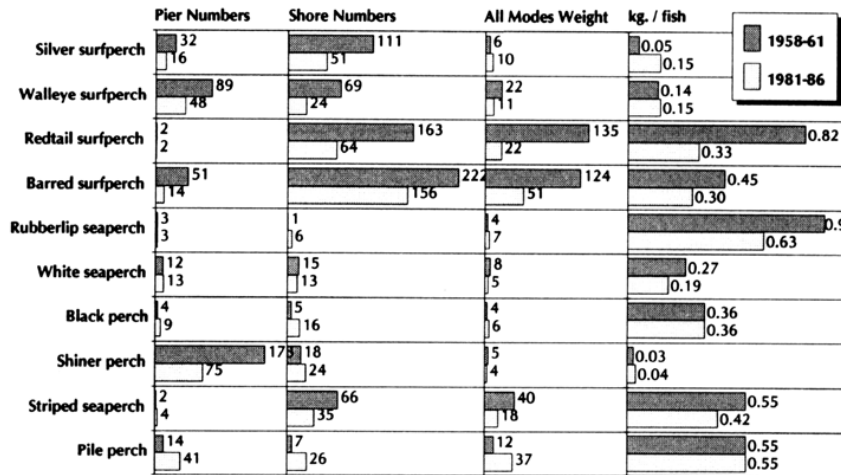 Pier Numbers Shore Numbers All Modes Weight kg. / fish
1958-61
1981-86
Silver surfperch 32 111 6 0.05
16 51 10 0.15
Walleye surfperch 89 69 22 0.14
48 24 11 0.15
Redtail surfperch 2 163 135 0.82
2 64 22 0.33
Barred surfperch 51 222 124 0.45
14 156 51 0.30
Rubberlip seaperch 3 1 4
3 6 7 0.63
White seaperch 12 15 8 0.27
13 13 5 0.19
Black perch 4 5 4 0.36
9 16 6 0.36
Shiner perch 173 18 5 0.03
75 24 4 0.04
Striped seaperch 2 66 40 0.55
4 35 18 0.42
Pile perch 14 7 12 0.55
41 26 37 0.55